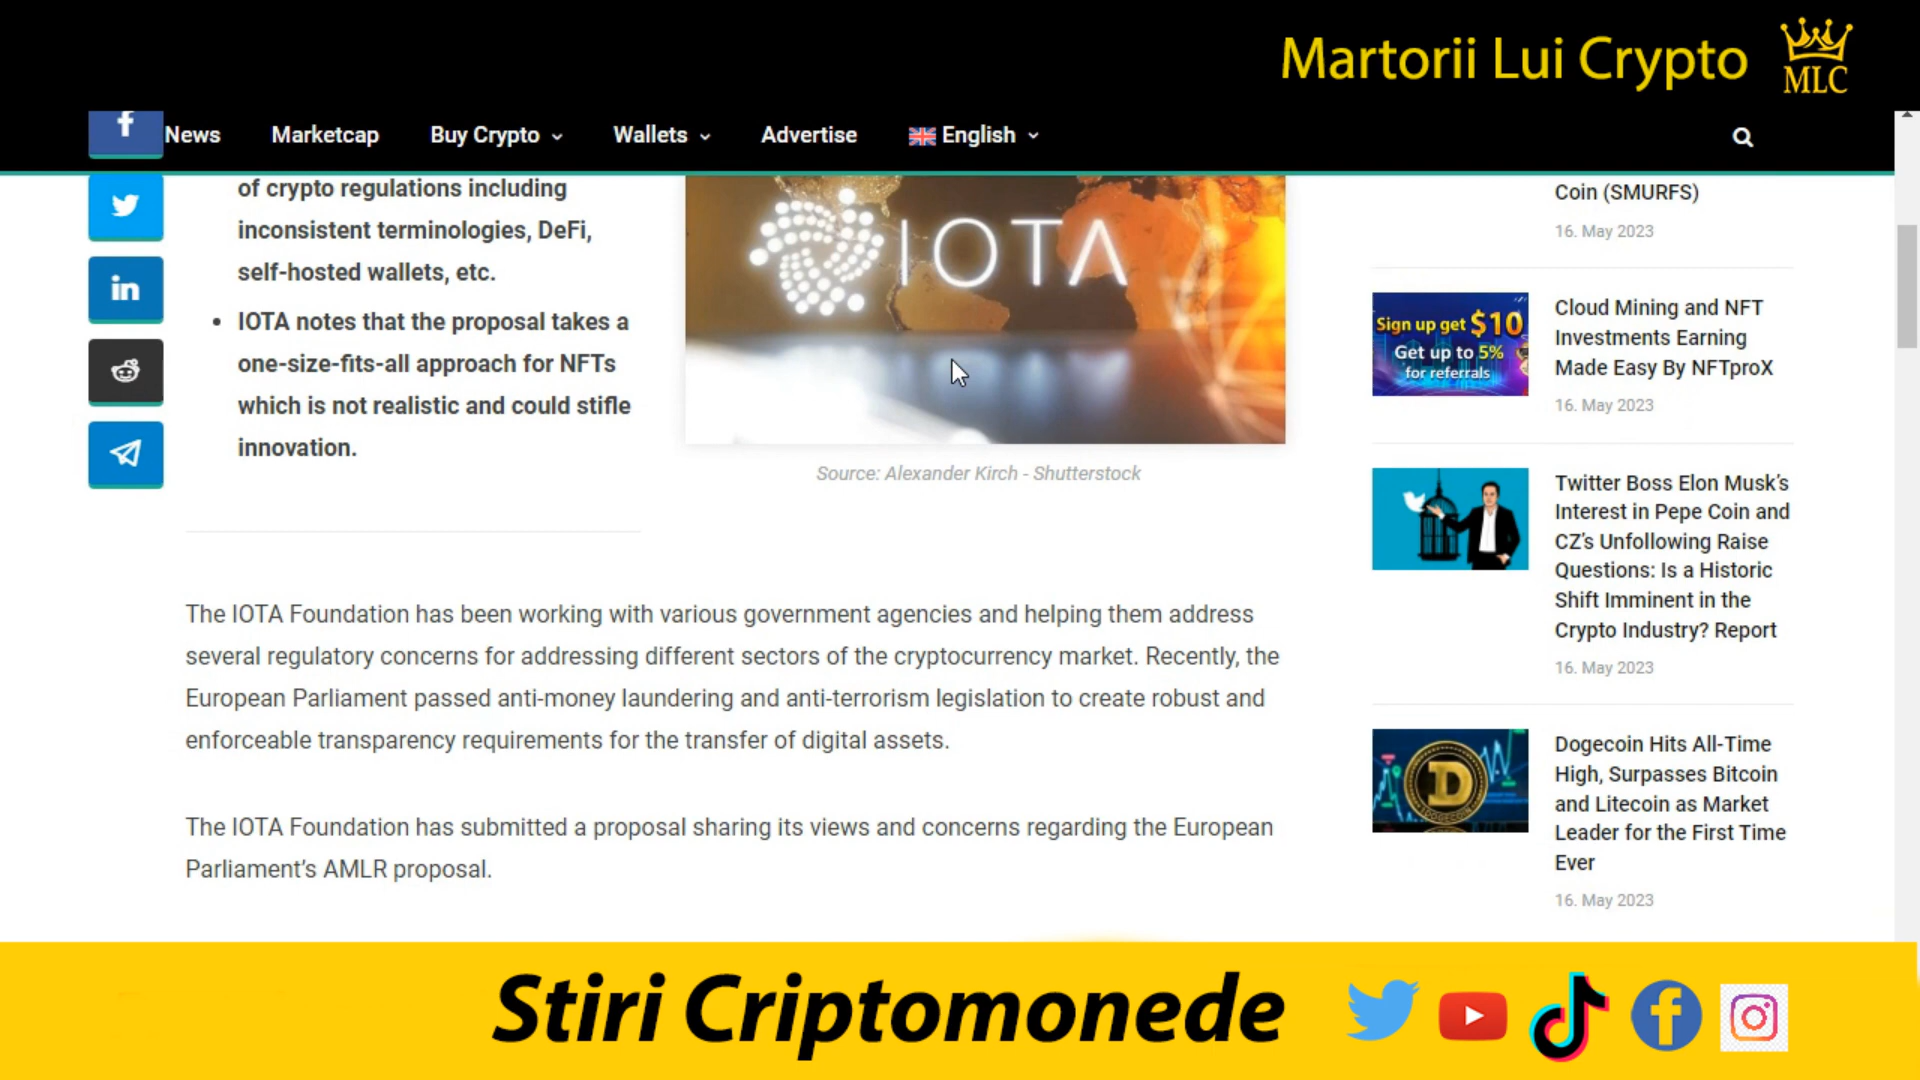 Martorii Lui Crypto
MLC
News
Marketcap
Buy Crypto
Wallets
Advertise
English
of crypto regulations including
inconsistent terminologies, DeFi,
self-hosted wallets, etc.
• IOTA notes that the proposal takes a
one-size-fits-all approach for NFTs
which is not realistic and could stifle
innovation.
IOTA
Source: Alexander Kirch - Shutterstock
The IOTA Foundation has been working with various government agencies and helping them address
several regulatory concerns for addressing different sectors of the cryptocurrency market. Recently, the
European Parliament passed anti-money laundering and anti-terrorism legislation to create robust and
enforceable transparency requirements for the transfer of digital assets.
The IOTA Foundation has submitted a proposal sharing its views and concerns regarding the European
Parliament's AMLR proposal.
Coin (SMURFS)
16. May 2023
Sign up get $10
Get up to 5%
for referrals
Cloud Mining and NFT
Investments Earning
Made Easy By NFTproX
16. May 2023
Twitter Boss Elon Musk's
Interest in Pepe Coin and
CZ's Unfollowing Raise
Questions: Is a Historic
Shift Imminent in the
Crypto Industry? Report
16. May 2023
Dogecoin Hits All-Time
High, Surpasses Bitcoin
and Litecoin as Market
Leader for the First Time
Ever
16. May 2023
Stiri Criptomonede